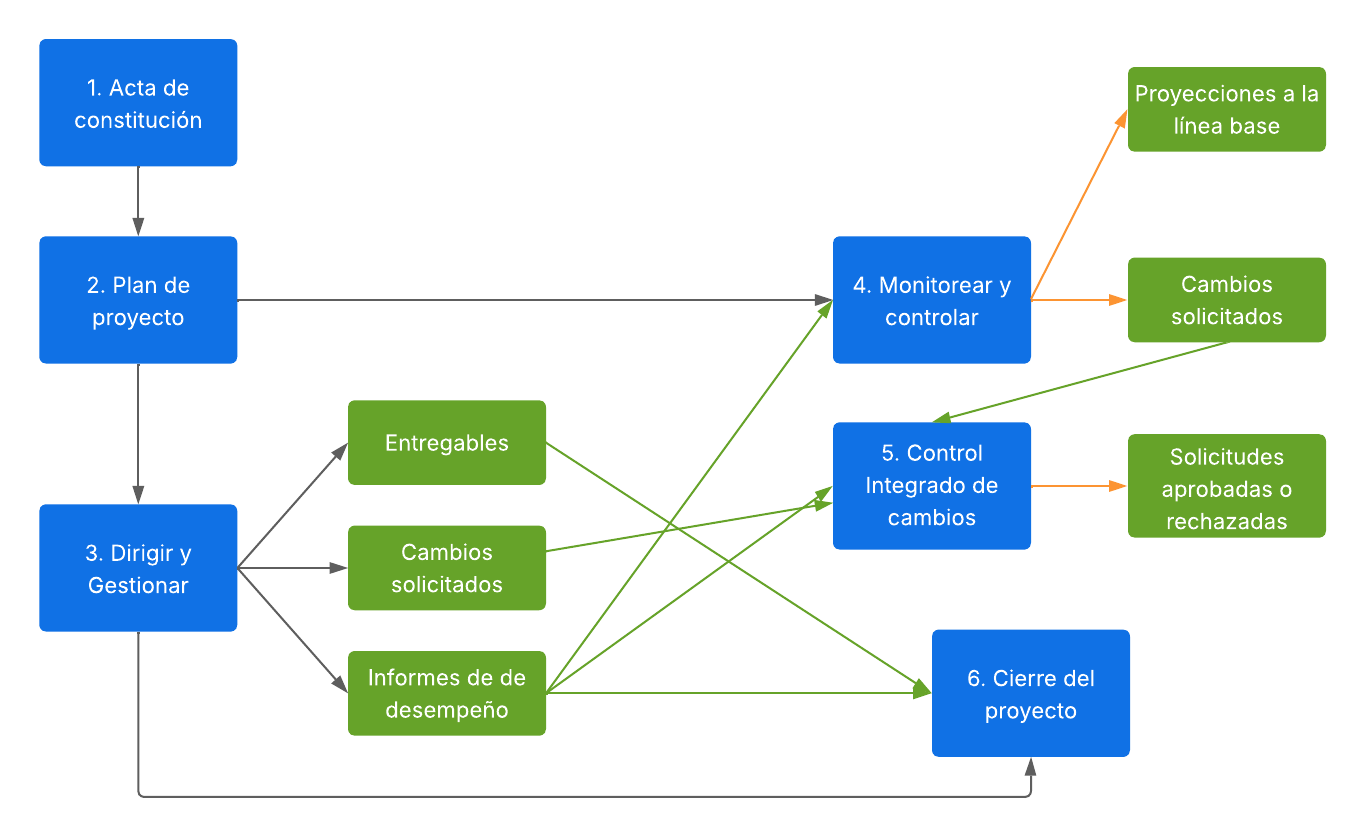 1. Acta de
constitución
2. Plan de
proyecto
3. Dirigir y
Gestionar
Entregables
Cambios
solicitados
Informes de de
desempeño
4. Monitorear y
controlar
5. Control
Integrado de
cambios
6. Cierre del
proyecto
Proyecciones a la
línea base
Cambios
solicitados
Solicitudes
aprobadas o
rechazadas